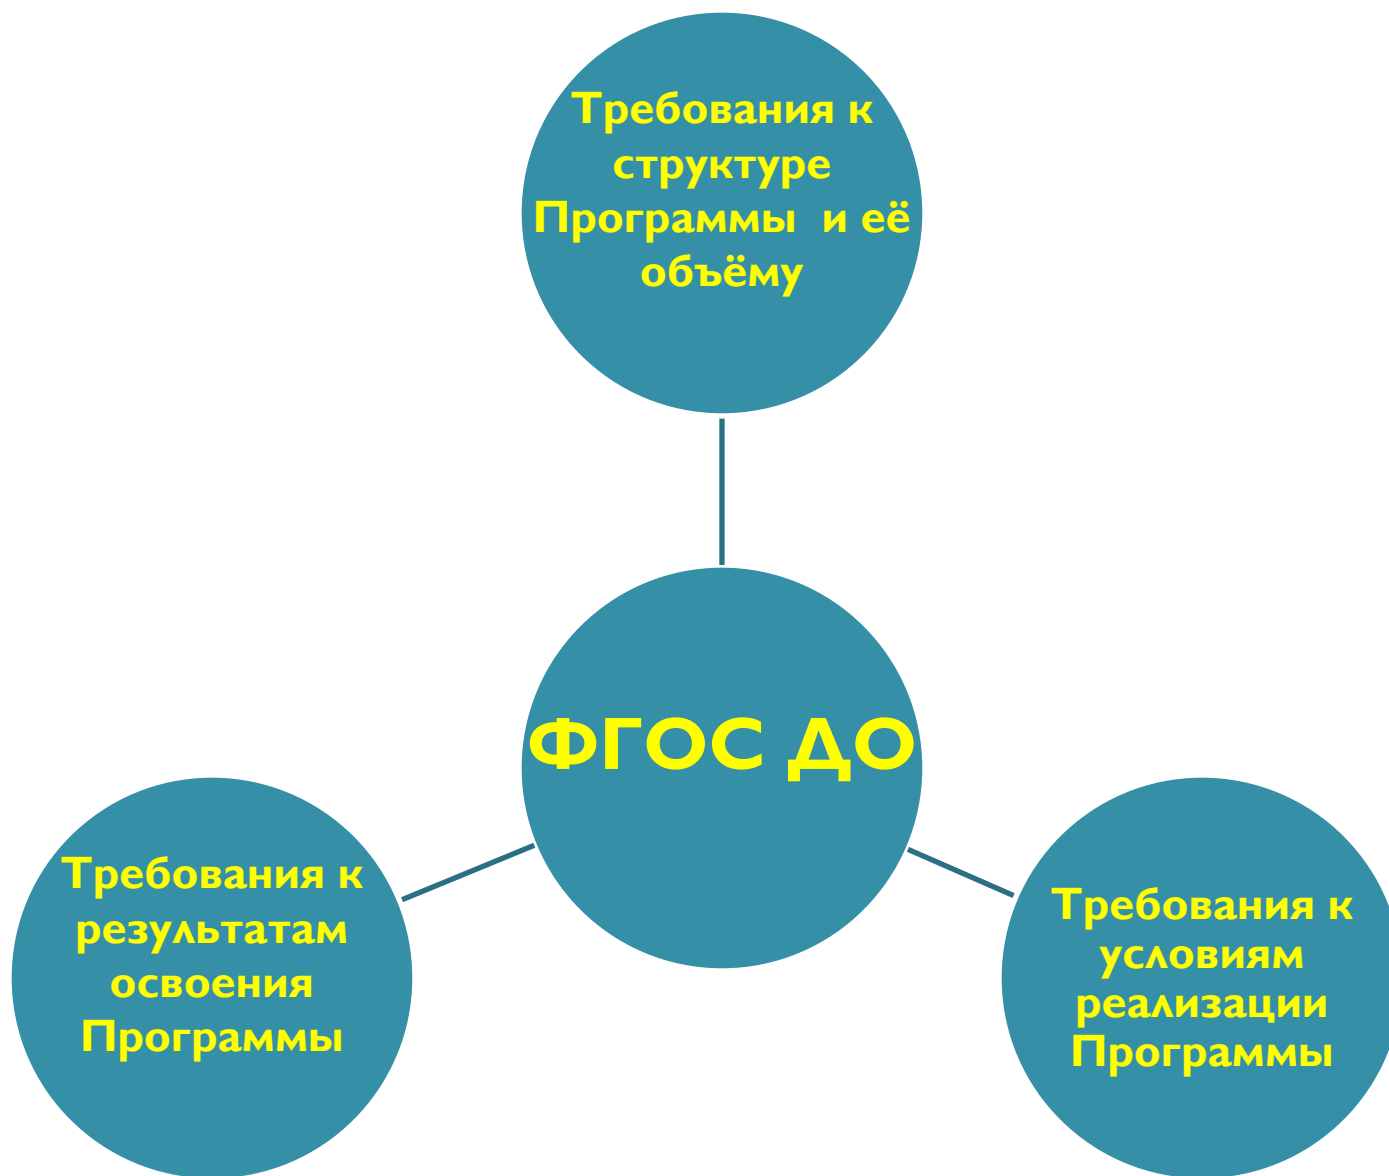 Требования к
структуре
Программы  и её
объёму
ФГОС ДО
Требования к
результатам
освоения
Программы
Требования к
условиям
реализации
Программы